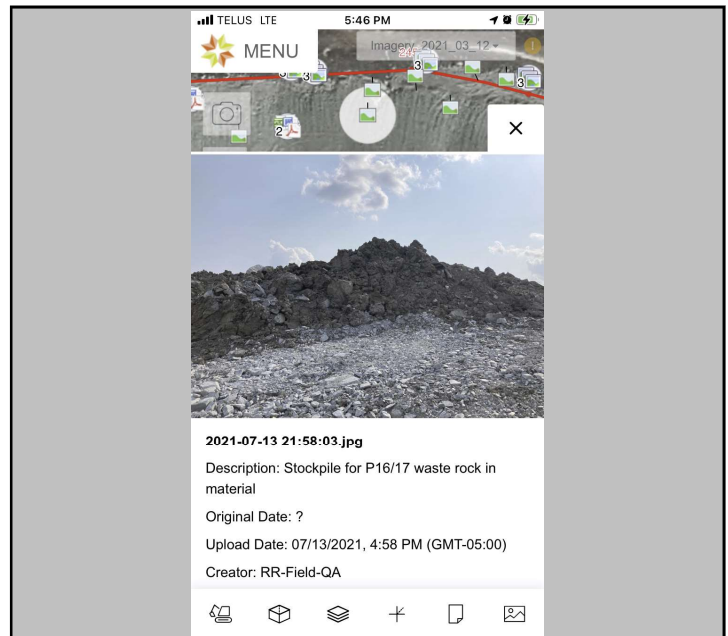 TELUS LTE 5:46 PM
MENU
Imagery_2021_03_12
3
3
3
2
2021-07-13 21:58:03.jpg
Description: Stockpile for P16/17 waste rock in
material
Original Date: ?
Upload Date: 07/13/2021, 4:58 PM (GMT-05:00)
Creator: RR-Field-QA